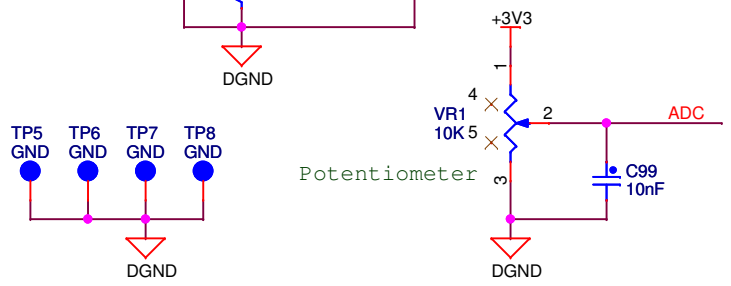 +3V3
DGND
1
4
VR1
10K
5
2
ADC
TP5
GND
TP6
GND
TP7
GND
TP8
GND
Potentiometer
3
C99
10nF
DGND
DGND